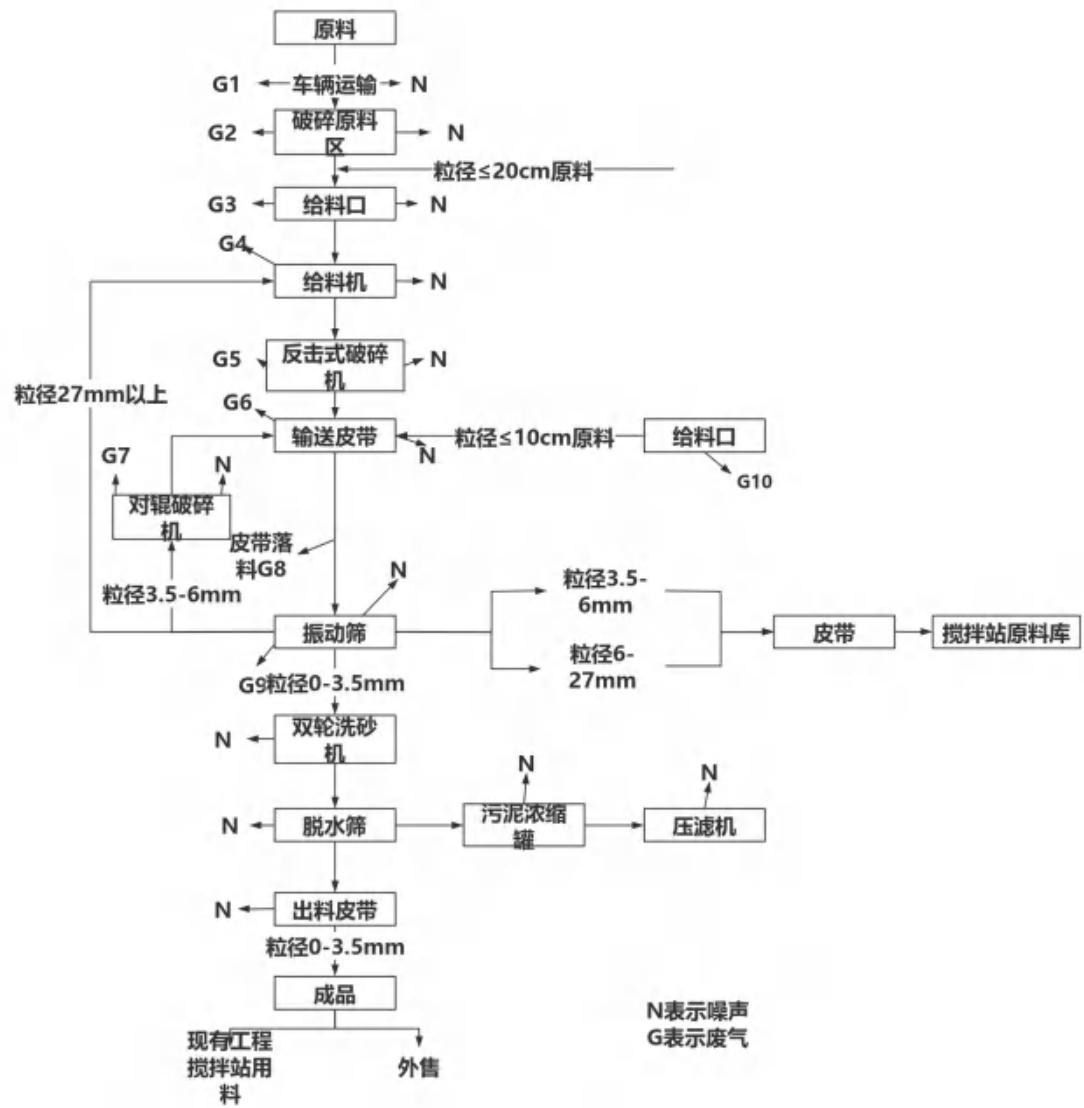 原料
G1
车辆运输
N
G2
破碎原料
区
N
粒径≤20cm原料
G3
给料口
N
G4
给料机
N
G5
反击式破碎
机
N
粒径27mm以上
G6
输送皮带
N
粒径≤10cm原料
给料口
G10
G7
N
对辊破碎
机
皮带落
料G8
粒径3.5-6mm
N
振动筛
粒径3.5-
6mm
粒径6-
27mm
皮带
搅拌站原料库
G9
粒径0-3.5mm
N
双轮洗砂
机
N
脱水筛
N
污泥浓缩
罐
N
压滤机
N
出料皮带
粒径0-3.5mm
成品
现有工程
搅拌站用
料
外售
N表示噪声
G表示废气